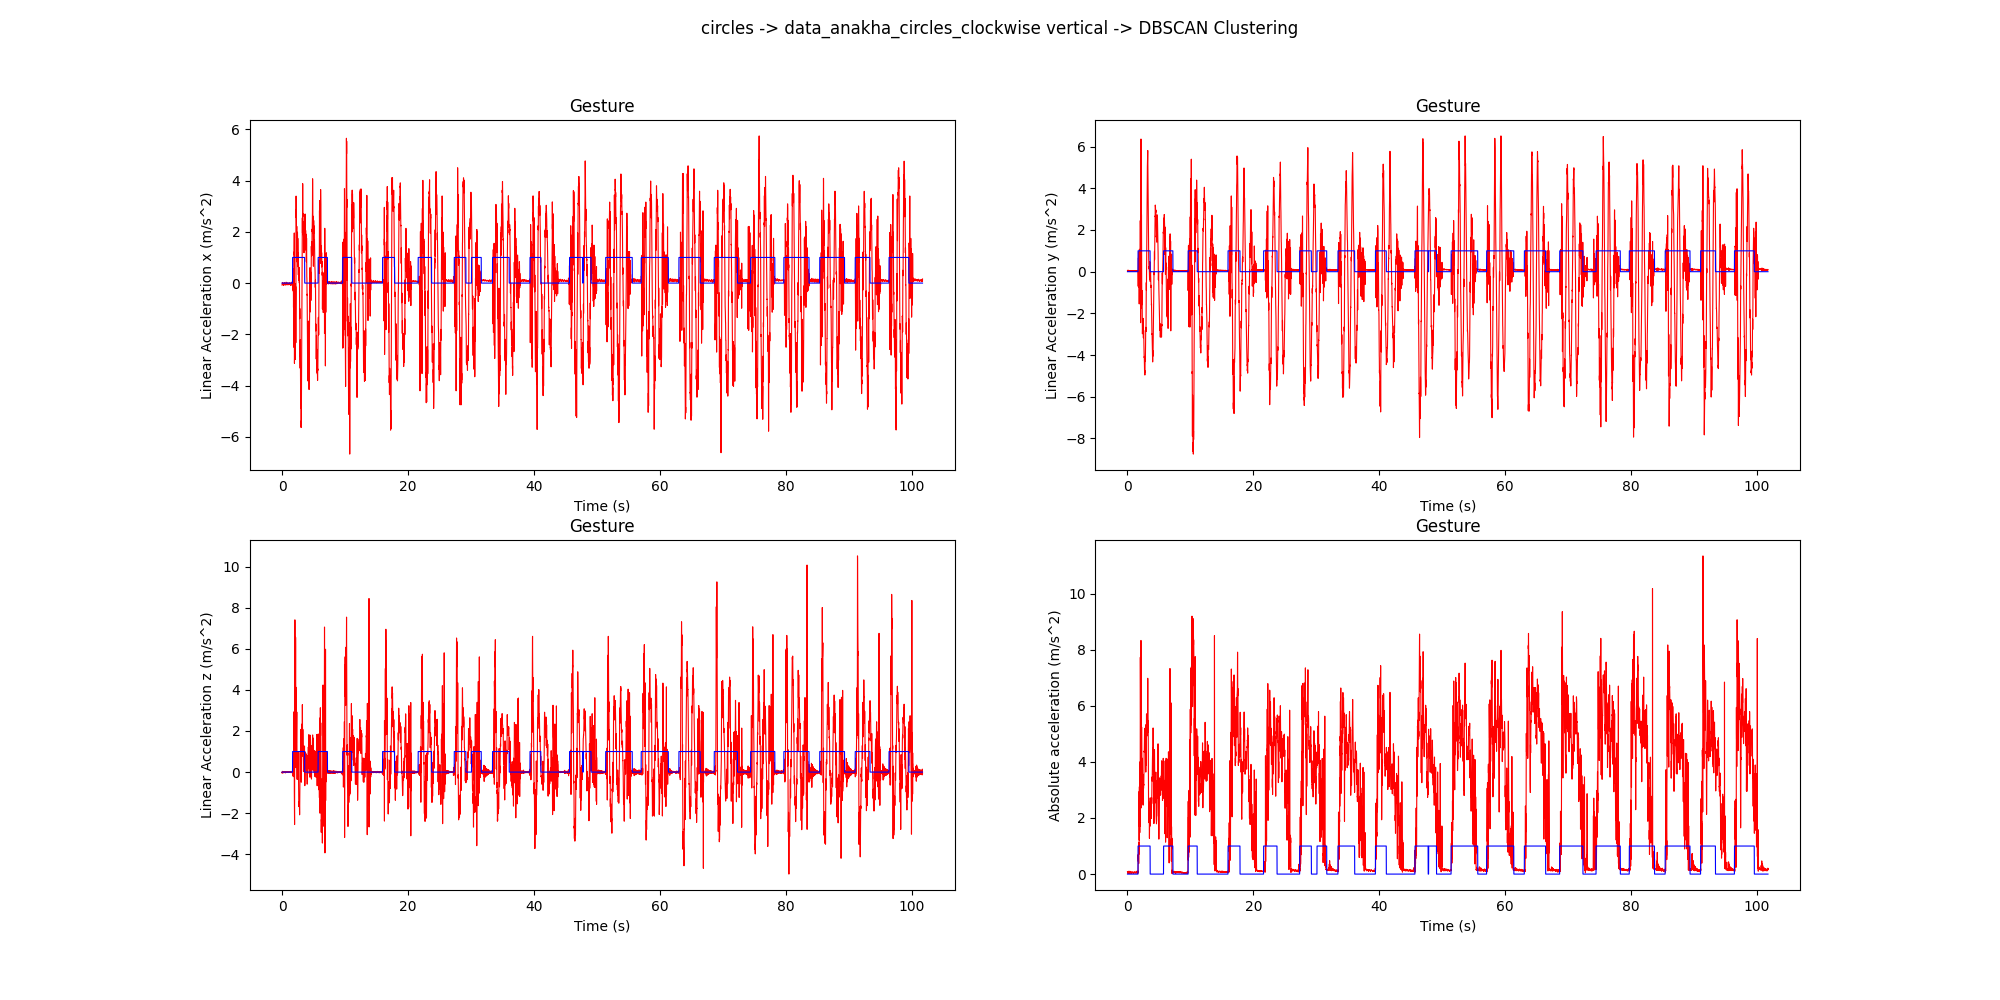 circles -> data_anakha_circles_clockwise vertical -> DBSCAN Clustering
Gesture
Linear Acceleration x (m/s^2)
6
4
2
0
−2
−4
−6
0 20 40 60 80 100
Time (s)
Gesture
Linear Acceleration y (m/s^2)
6
4
2
0
−2
−4
−6
−8
0 20 40 60 80 100
Time (s)
Gesture
Linear Acceleration z (m/s^2)
10
8
6
4
2
0
−2
−4
0 20 40 60 80 100
Time (s)
Gesture
Absolute acceleration (m/s^2)
10
8
6
4
2
0
0 20 40 60 80 100
Time (s)